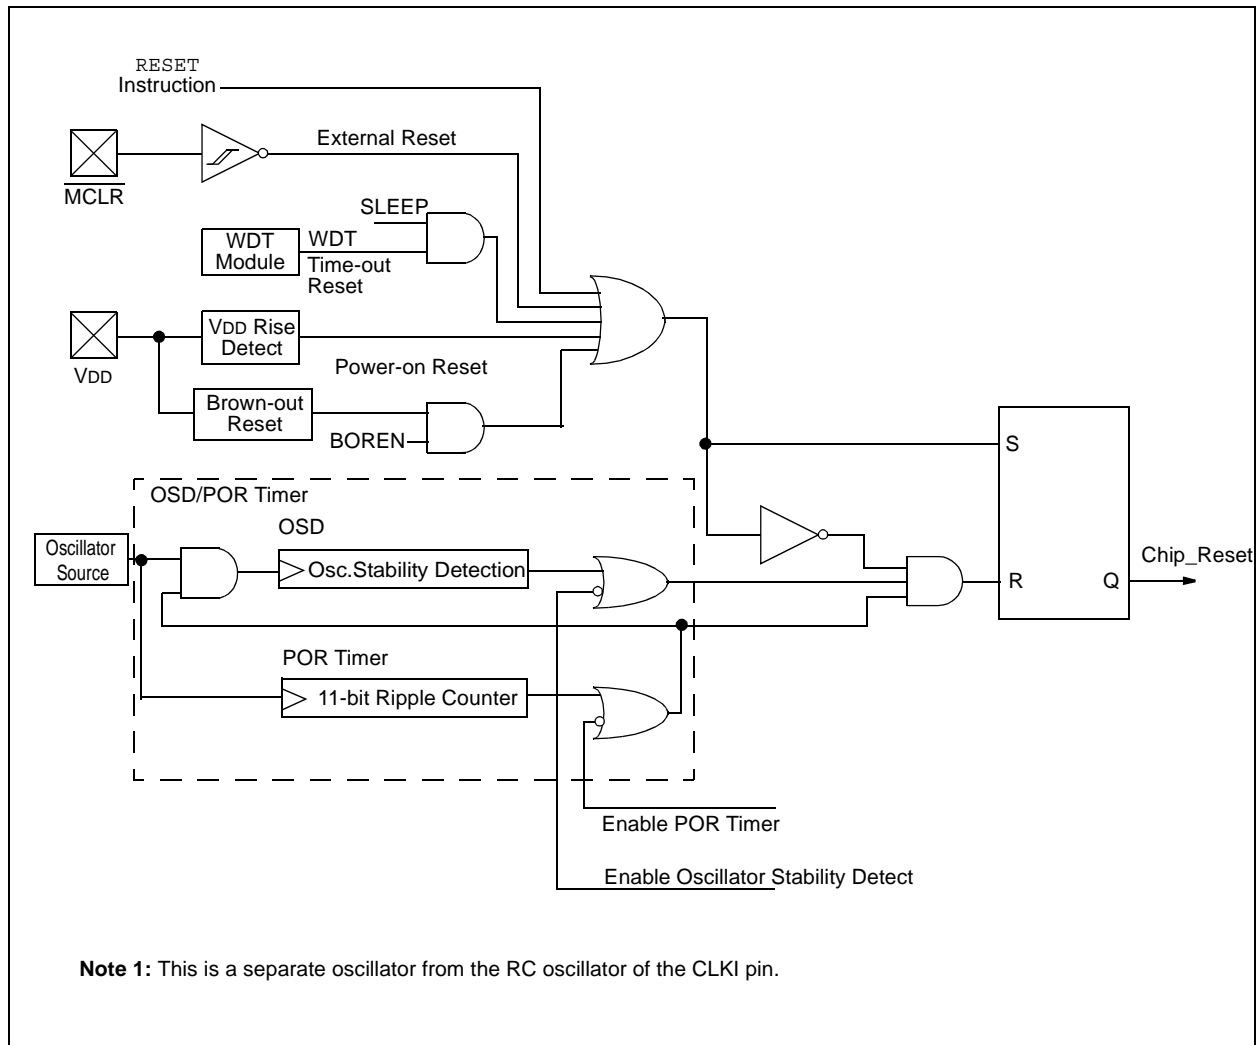 RESET
Instruction
External Reset
MCLR
SLEEP
WDT
Module
WDT
Time-out
Reset
VDD Rise
Detect
VDD
Power-on Reset
Brown-out
Reset
BOREN
S
OSD/POR Timer
OSD
Oscillator
Source
Osc.Stability Detection
Chip_Reset
R
Q
POR Timer
11-bit Ripple Counter
Enable POR Timer
Enable Oscillator Stability Detect
Note 1: This is a separate oscillator from the RC oscillator of the CLKI pin.